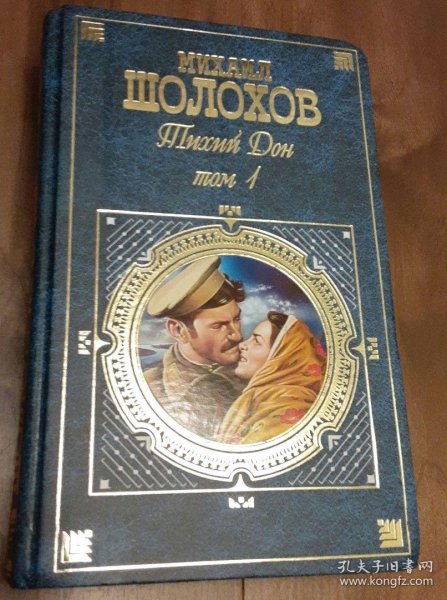 МИХАИЛ
ШОЛОХОВ
Тихий Дон
том 1
孔夫子旧书网
www.kongfz.com